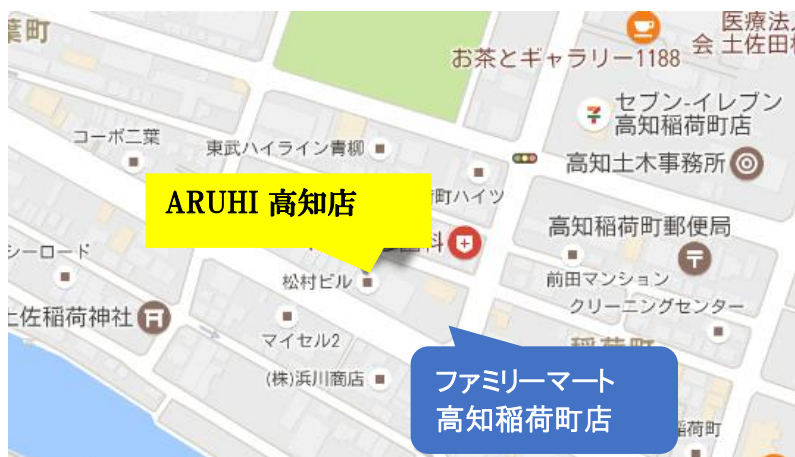 葉町
医療法人
会 土佐田村
お茶とギャラリー1188
セブン-イレブン
高知稲荷町店
コーポ二葉
東武ハイライン青柳
高知土木事務所
ARUHI 高知店
町ハイツ
高知稲荷町郵便局
歯科
シーロード
松村ビル
前田マンション
クリーニングセンター
土佐稲荷神社
マイセル2
稲荷町
(株)浜川商店
ファミリーマート
高知稲荷町店
稲荷町